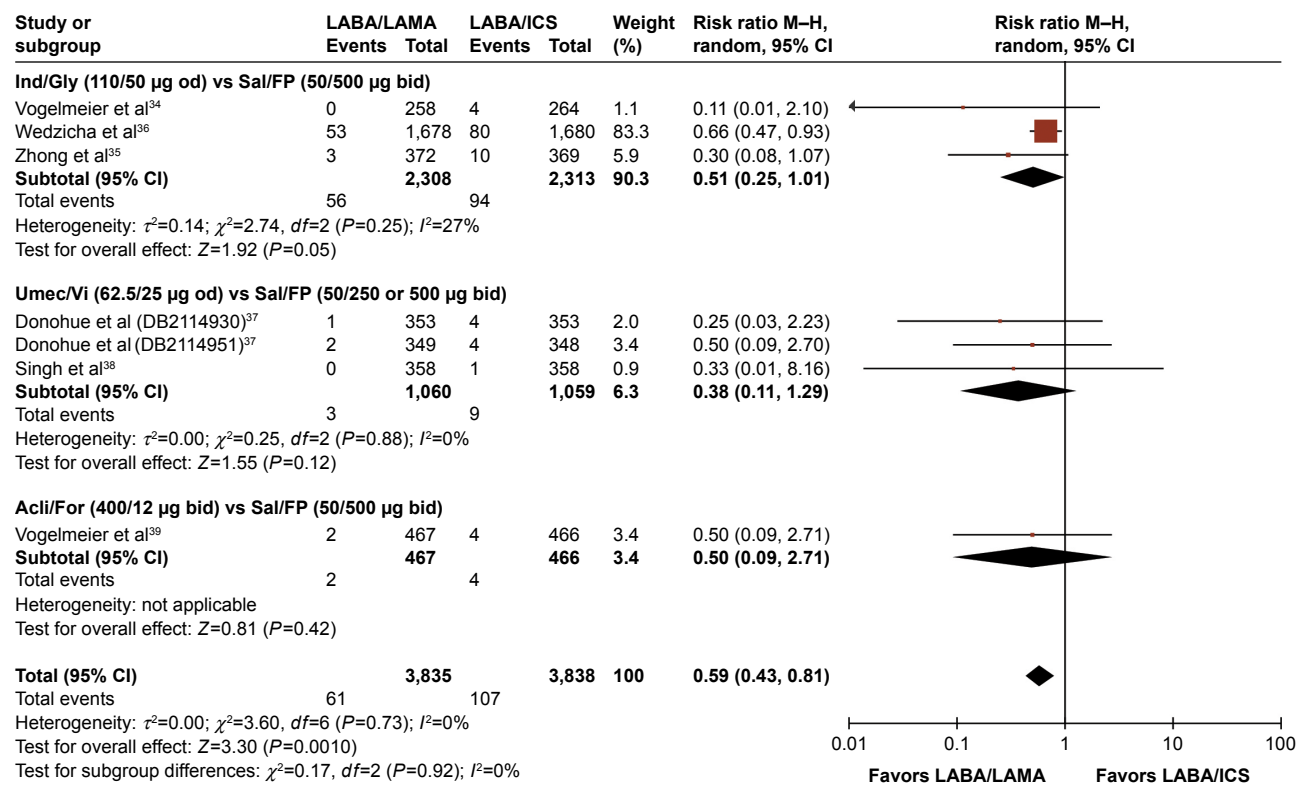 Study or subgroup LABA/LAMA Events Total LABA/ICS Events Total Weight (%) Risk ratio M–H, random, 95% CI Risk ratio M–H, random, 95% CI
Ind/Gly (110/50 µg od) vs Sal/FP (50/500 µg bid)
Vogelmeier et al³⁴ 0 258 4 264 1.1 0.11 (0.01, 2.10)
Wedzicha et al³⁶ 53 1,678 80 1,680 83.3 0.66 (0.47, 0.93)
Zhong et al³⁵ 3 372 10 369 5.9 0.30 (0.08, 1.07)
Subtotal (95% CI) 2,308 2,313 90.3 0.51 (0.25, 1.01)
Total events 56 94
Heterogeneity: τ²=0.14; χ²=2.74, df=2 (P=0.25); I²=27%
Test for overall effect: Z=1.92 (P=0.05)
Umec/Vi (62.5/25 µg od) vs Sal/FP (50/250 or 500 µg bid)
Donohue et al (DB2114930)³⁷ 1 353 4 353 2.0 0.25 (0.03, 2.23)
Donohue et al (DB2114951)³⁷ 2 349 4 348 3.4 0.50 (0.09, 2.70)
Singh et al³⁸ 0 358 1 358 0.9 0.33 (0.01, 8.16)
Subtotal (95% CI) 1,060 1,059 6.3 0.38 (0.11, 1.29)
Total events 3 9
Heterogeneity: τ²=0.00; χ²=0.25, df=2 (P=0.88); I²=0%
Test for overall effect: Z=1.55 (P=0.12)
Acli/For (400/12 µg bid) vs Sal/FP (50/500 µg bid)
Vogelmeier et al³⁹ 2 467 4 466 3.4 0.50 (0.09, 2.71)
Subtotal (95% CI) 467 466 3.4 0.50 (0.09, 2.71)
Total events 2 4
Heterogeneity: not applicable
Test for overall effect: Z=0.81 (P=0.42)
Total (95% CI) 3,835 3,838 100 0.59 (0.43, 0.81)
Total events 61 107
Heterogeneity: τ²=0.00; χ²=3.60, df=6 (P=0.73); I²=0%
Test for overall effect: Z=3.30 (P=0.0010)
Test for subgroup differences: χ²=0.17, df=2 (P=0.92); I²=0%
0.01 0.1 1 10 100
Favors LABA/LAMA Favors LABA/ICS